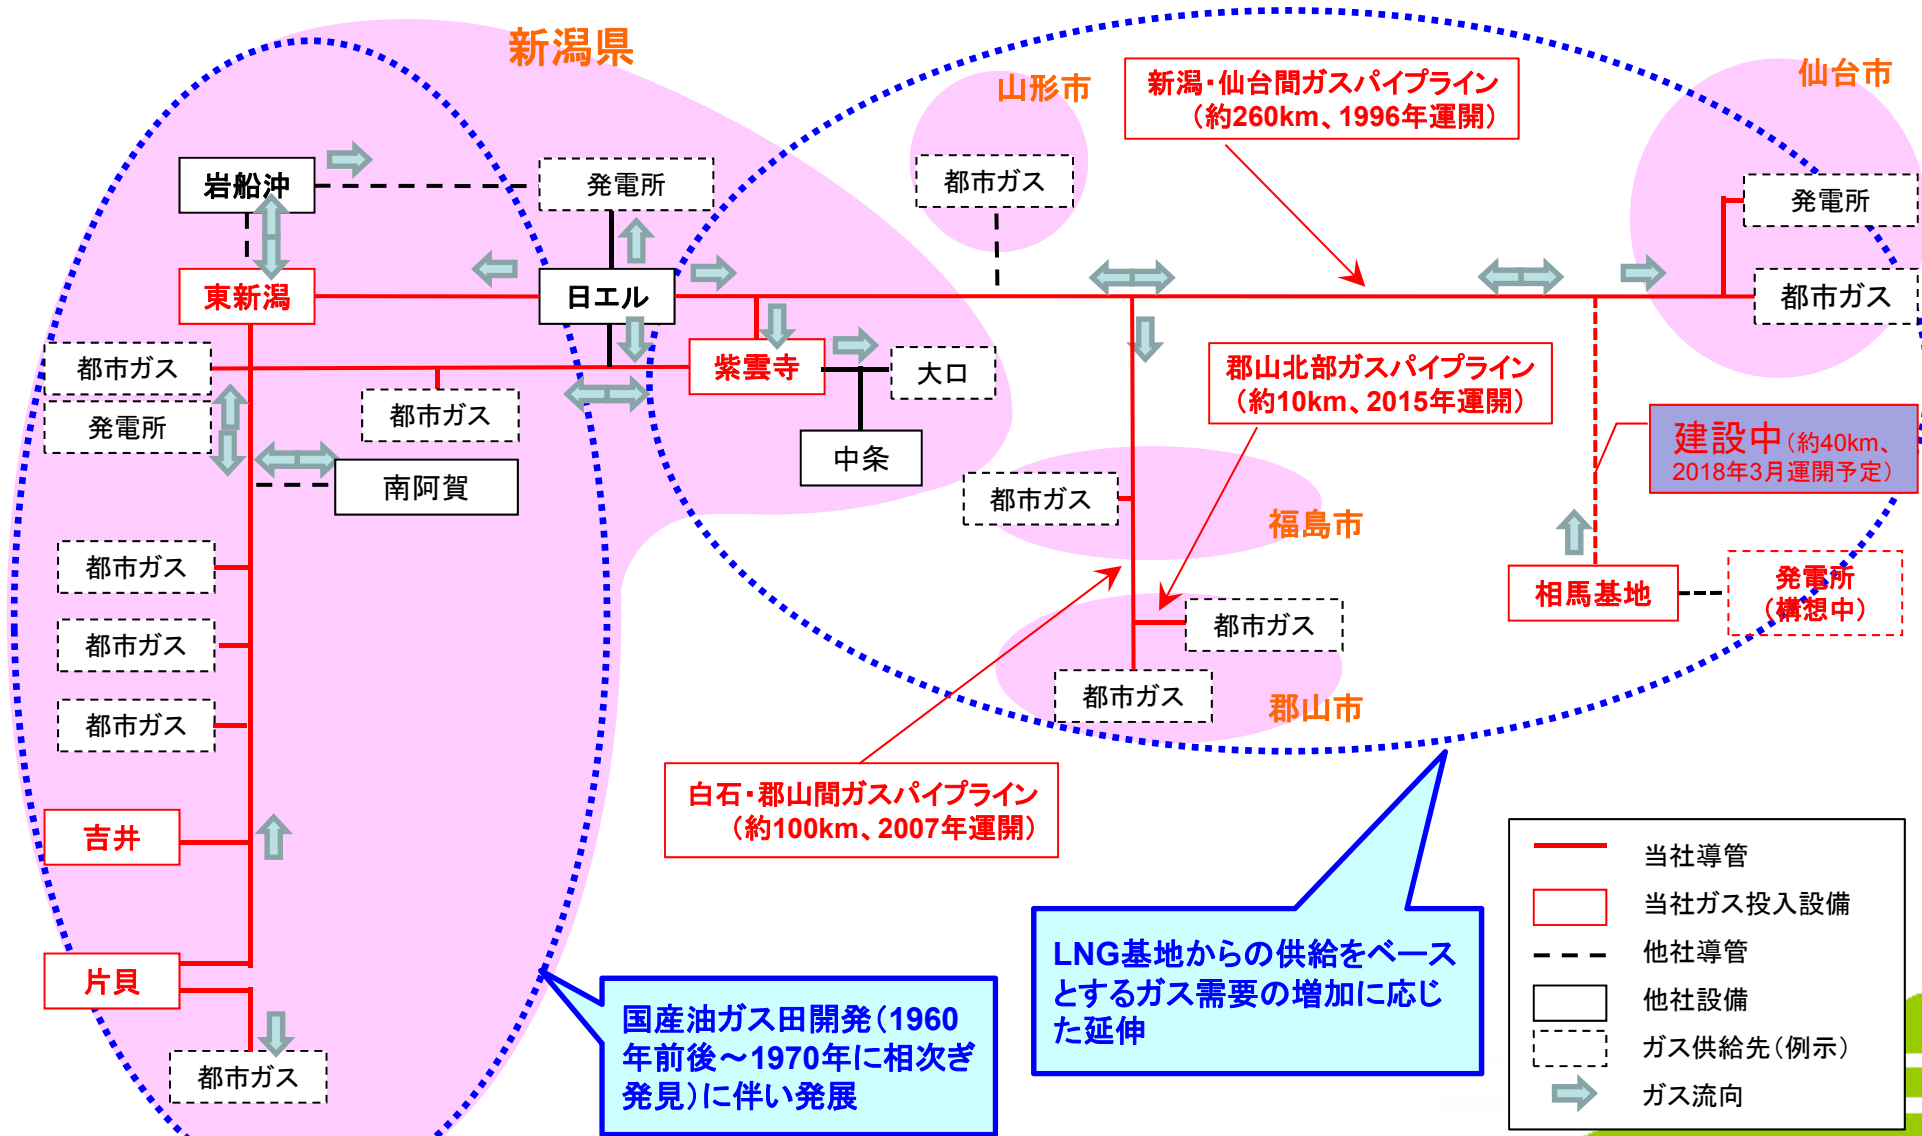 新潟県
山形市
新潟・仙台間ガスパイプライン
（約260km、1996年運開）
仙台市
岩船沖
発電所
都市ガス
発電所
東新潟
日エル
都市ガス
都市ガス
紫雲寺
大口
郡山北部ガスパイプライン
（約10km、2015年運開）
発電所
都市ガス
中条
建設中（約40km、
2018年3月運開予定）
南阿賀
都市ガス
福島市
都市ガス
相馬基地
発電所
（構想中）
都市ガス
都市ガス
都市ガス
都市ガス
郡山市
白石・郡山間ガスパイプライン
（約100km、2007年運開）
吉井
片貝
都市ガス
国産油ガス田開発（1960
年前後～1970年に相次ぎ
発見）に伴い発展
LNG基地からの供給をベース
とするガス需要の増加に応じ
た延伸
当社導管
当社ガス投入設備
他社導管
他社設備
ガス供給先（例示）
ガス流向